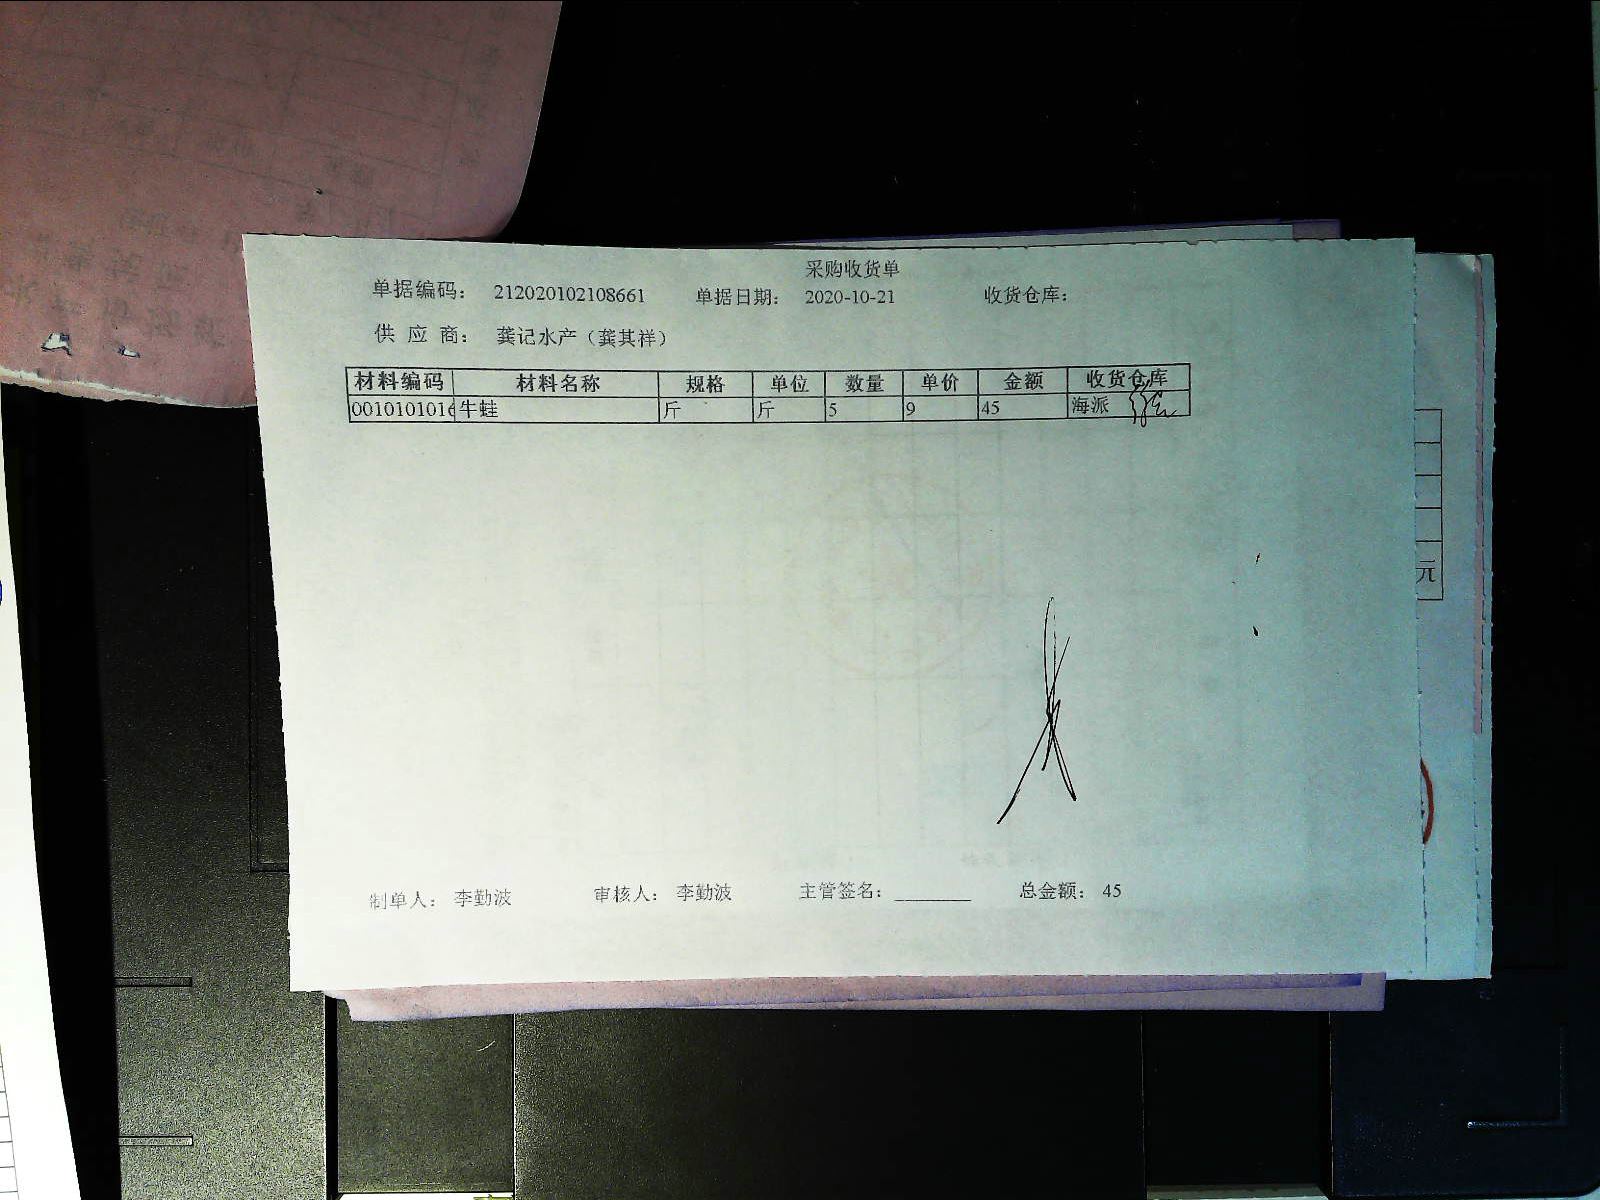 采购收货单
单据编码： 212020102108661 单据日期： 2020-10-21 收货仓库：
供 应 商： 龚记水产（龚其祥）
材料编码 材料名称 规格 单位 数量 单价 金额 收货仓库
001010101 牛蛙 斤 斤 5 9 45 海派
元
制单人： 李勤波 审核人： 李勤波 主管签名： 总金额： 45